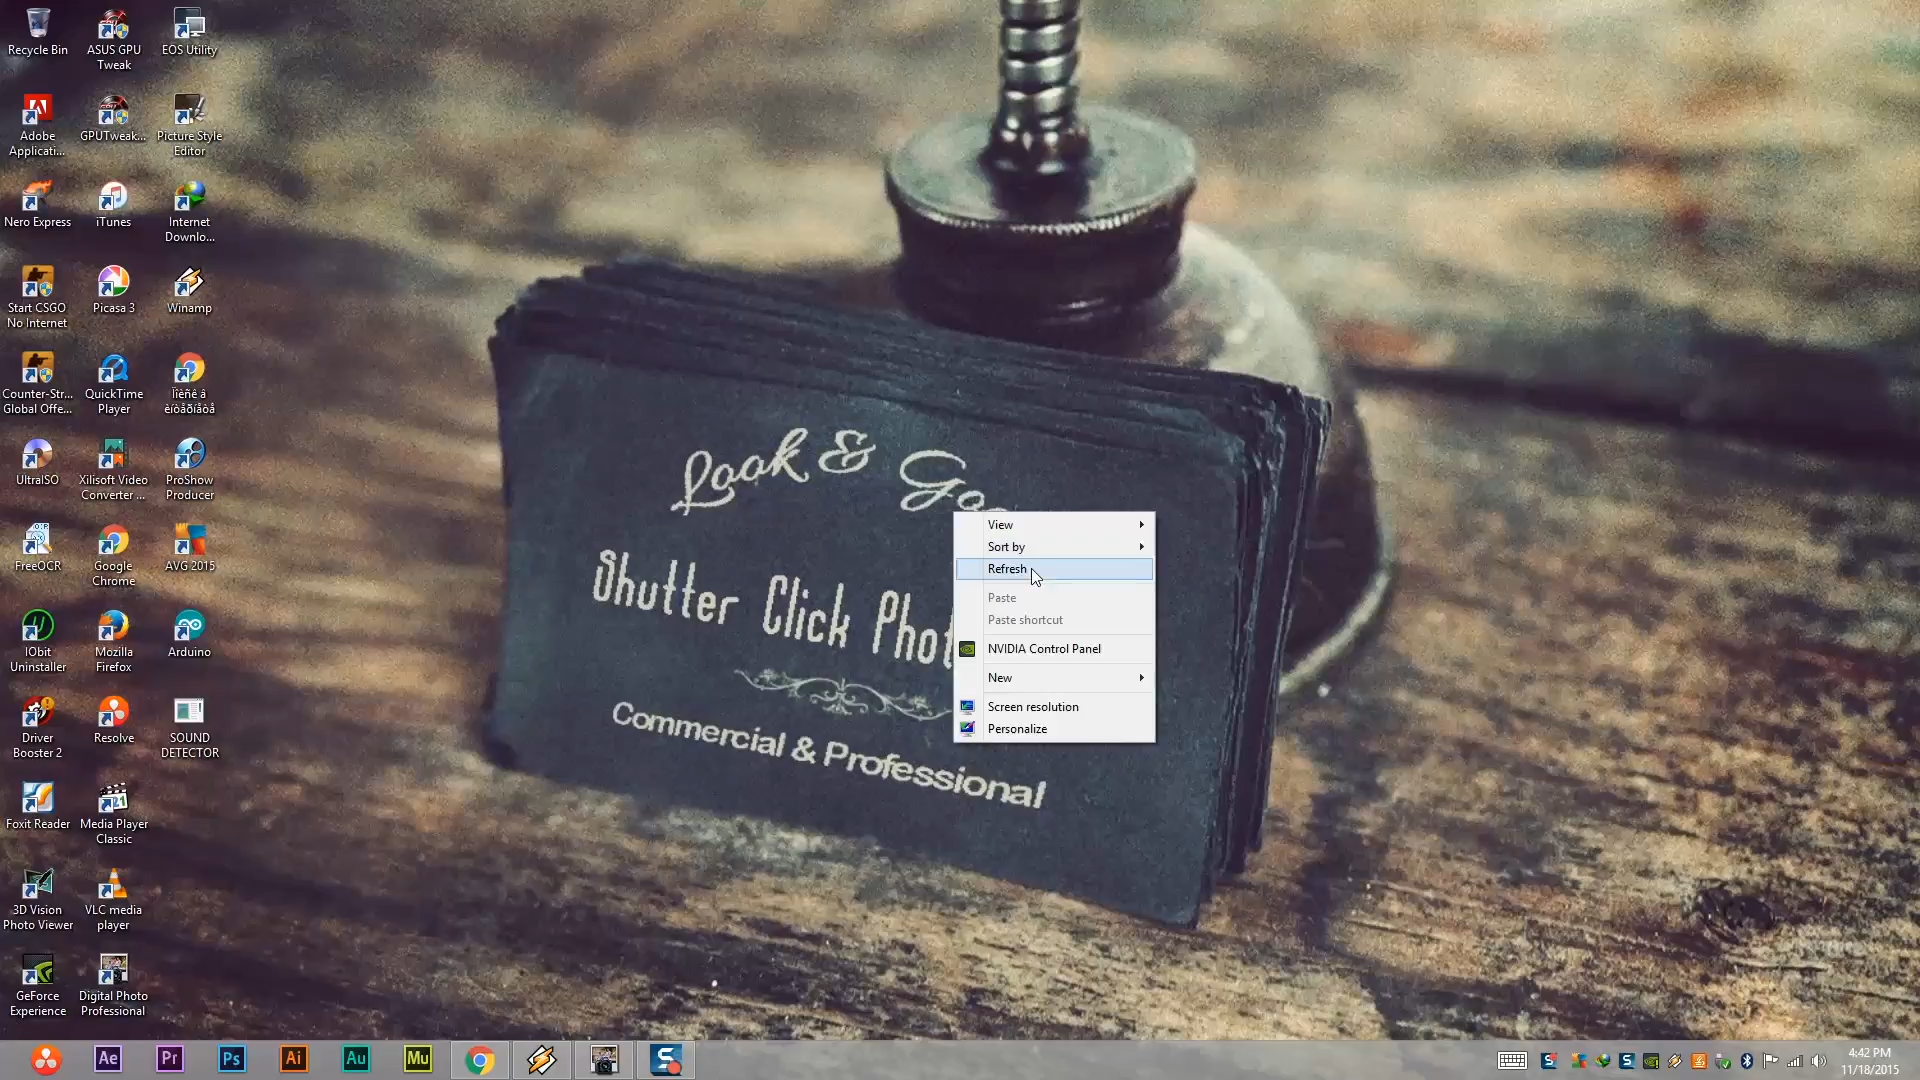 Recycle Bin
ASUS GPU
Tweak
EOS Utility
Adobe
Applicati...
GPUTweak...
Picture Style
Editor
Nero Express
iTunes
Internet
Downlo...
Start CSGO
No Internet
Picasa 3
Winamp
Counter-Str...
Global Offe...
QuickTime
Player
Ïîèñê â
èíòåðíåòå
UltraISO
Xilisoft Video
Converter ...
ProShow
Producer
FreeOCR
Google
Chrome
AVG 2015
IObit
Uninstaller
Mozilla
Firefox
Arduino
Driver
Booster 2
Resolve
SOUND
DETECTOR
Foxit Reader
Media Player
Classic
3D Vision
Photo Viewer
VLC media
player
GeForce
Experience
Digital Photo
Professional
Look & Go
Shutter Click Phot
Commercial & Professional
View
Sort by
Refresh
Paste
Paste shortcut
NVIDIA Control Panel
New
Screen resolution
Personalize
Ae
Pr
Ps
Ai
Au
Mu
4:42 PM
11/18/2015